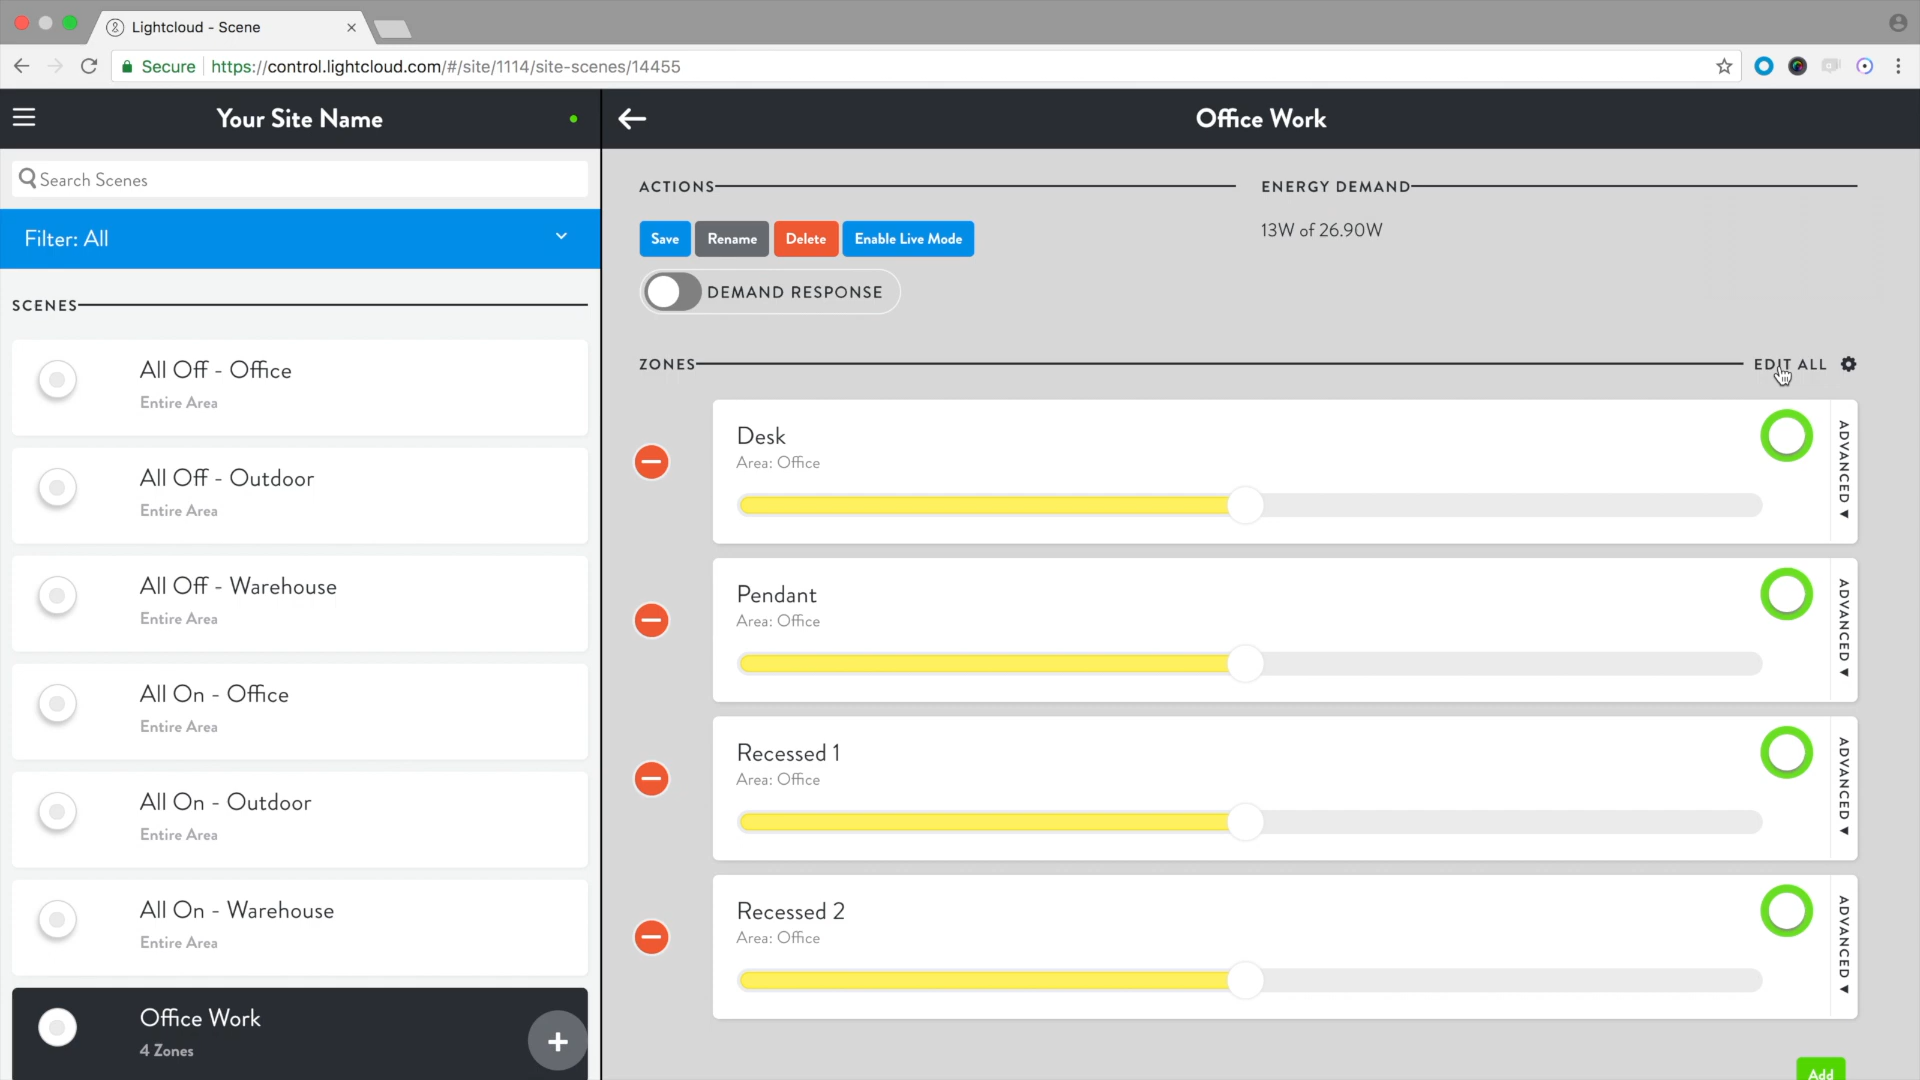 Lightcloud - Scene
Secure
https://control.lightcloud.com/#/site/1114/site-scenes/14455
Your Site Name
Office Work
Search Scenes
Filter: All
SCENES
All Off - Office
Entire Area
All Off - Outdoor
Entire Area
All Off - Warehouse
Entire Area
All On - Office
Entire Area
All On - Outdoor
Entire Area
All On - Warehouse
Entire Area
Office Work
4 Zones
ACTIONS
ENERGY DEMAND
Save
Rename
Delete
Enable Live Mode
13W of 26.90W
DEMAND RESPONSE
ZONES
EDIT ALL
Desk
Area: Office
ADVANCED
Pendant
Area: Office
ADVANCED
Recessed 1
Area: Office
ADVANCED
Recessed 2
Area: Office
ADVANCED
Add